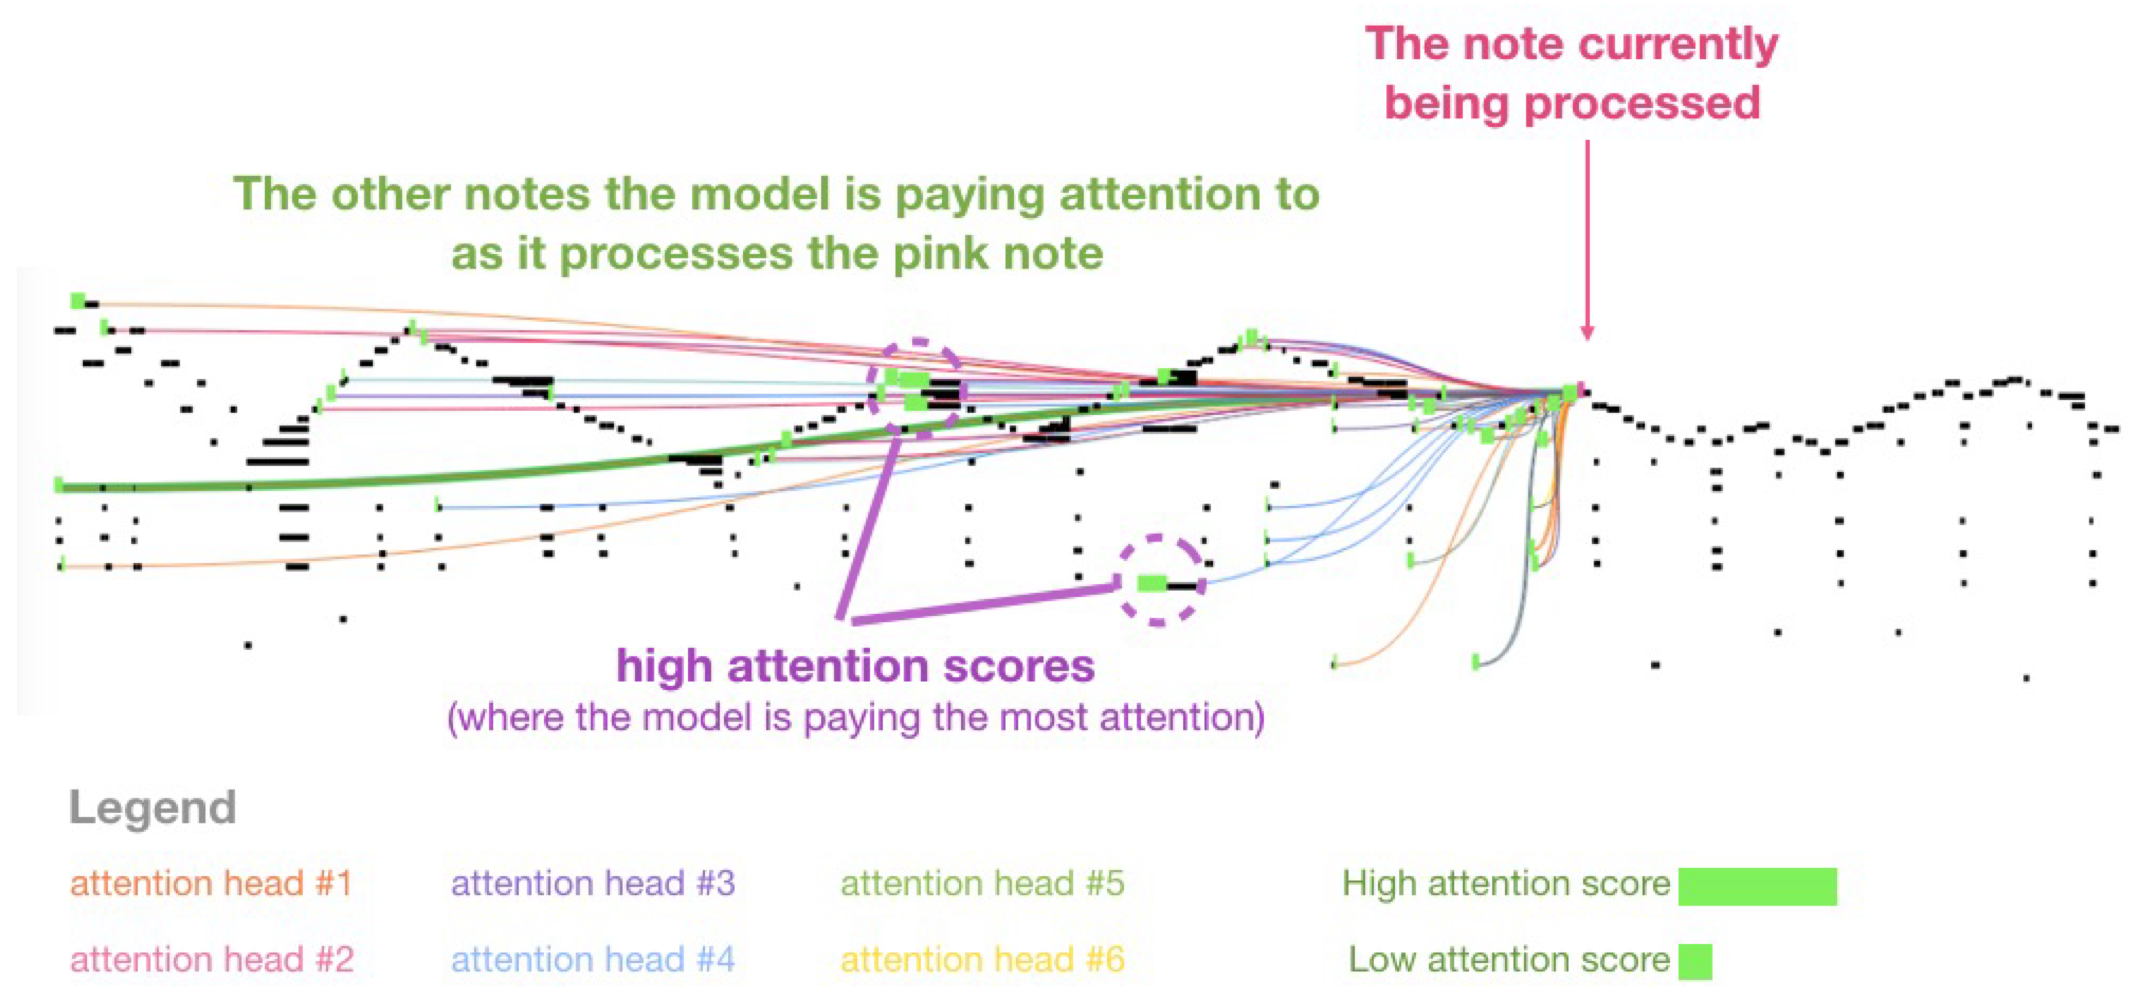 The note currently
being processed
The other notes the model is paying attention to
as it processes the pink note
high attention scores
(where the model is paying the most attention)
Legend
attention head #1
attention head #3
attention head #5
High attention score
attention head #2
attention head #4
attention head #6
Low attention score